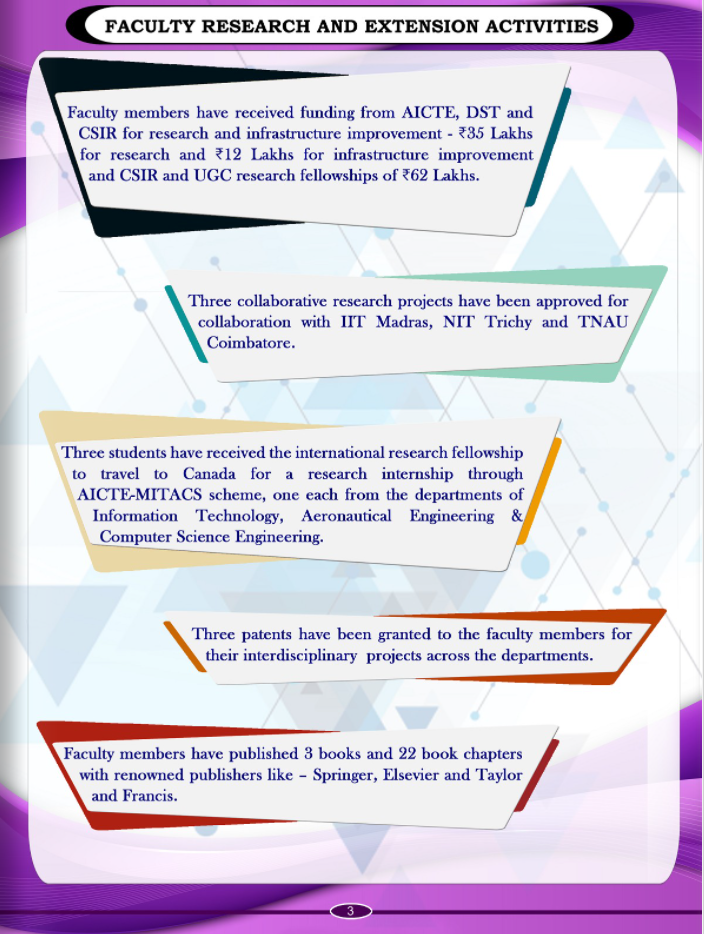 FACULTY RESEARCH AND EXTENSION ACTIVITIES
Faculty members have received funding from AICTE, DST and
CSIR for research and infrastructure improvement - ₹35 Lakhs
for research and ₹12 Lakhs for infrastructure improvement
and CSIR and UGC research fellowships of ₹62 Lakhs.
Three collaborative research projects have been approved for
collaboration with IIT Madras, NIT Trichy and TNAU
Coimbatore.
Three students have received the international research fellowship
to travel to Canada for a research internship through
AICTE-MITACS scheme, one each from the departments of
Information Technology, Aeronautical Engineering &
Computer Science Engineering.
Three patents have been granted to the faculty members for
their interdisciplinary projects across the departments.
Faculty members have published 3 books and 22 book chapters
with renowned publishers like – Springer, Elsevier and Taylor
and Francis.
3